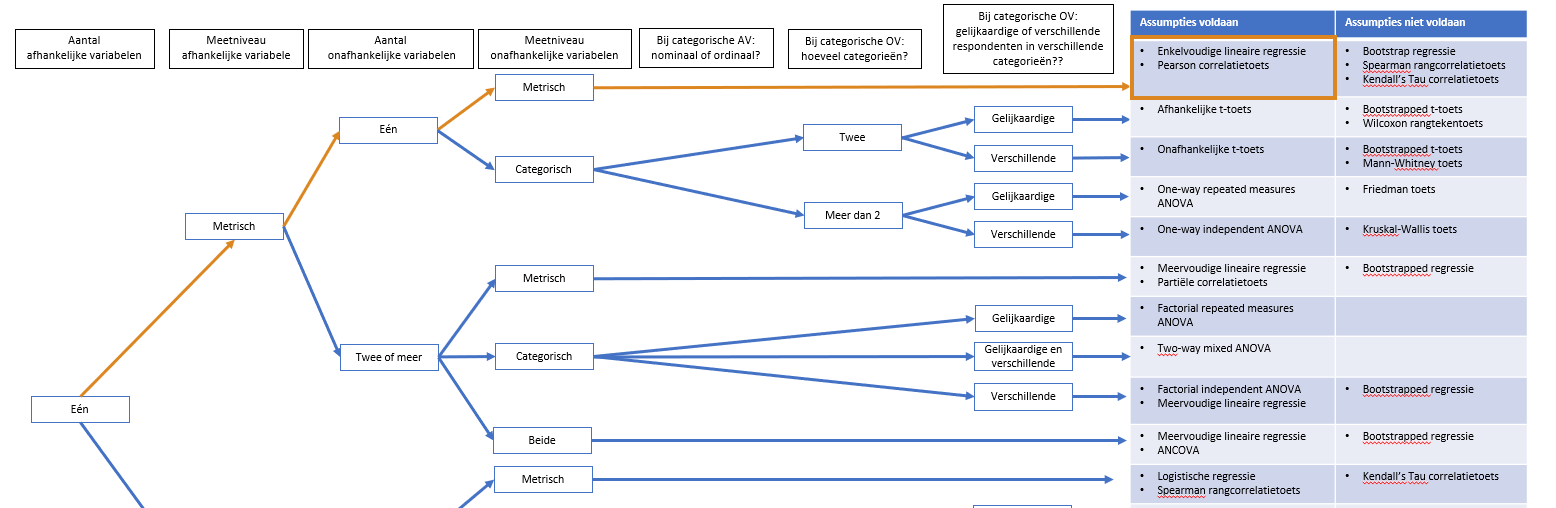 Aantal
afhankelijke variabelen
Meetniveau
afhankelijke variabele
Aantal
onafhankelijke variabelen
Meetniveau
onafhankelijke variabelen
Bij categorische AV:
nominaal of ordinaal?
Bij categorische OV:
hoeveel categorieën?
Bij categorische OV:
gelijkaardige of verschillende
respondenten in verschillende
categorieën??
Assumpties voldaan
Assumpties niet voldaan
• Enkelvoudige lineaire regressie
• Pearson correlatietoets
• Bootstrap regressie
• Spearman rangcorrelatietoets
• Kendall's Tau correlatietoets
Metrisch
Eén
Categorisch
Twee
Gelijkaardige
• Afhankelijke t-toets
• Bootstrapped t-toets
• Wilcoxon rangtekentoets
Verschillende
• Onafhankelijke t-toets
• Bootstrapped t-toets
• Mann-Whitney toets
Meer dan 2
Gelijkaardige
• One-way repeated measures
ANOVA
• Friedman toets
Verschillende
• One-way independent ANOVA
• Kruskal-Wallis toets
Metrisch
Metrisch
• Meervoudige lineaire regressie
• Partiële correlatietoets
• Bootstrapped regressie
Twee of meer
Categorisch
Gelijkaardige
• Factorial repeated measures
ANOVA
Gelijkaardige en
verschillende
• Two-way mixed ANOVA
Verschillende
• Factorial independent ANOVA
• Meervoudige lineaire regressie
• Bootstrapped regressie
Eén
Beide
• Meervoudige lineaire regressie
• ANCOVA
• Bootstrapped regressie
Metrisch
• Logistische regressie
• Spearman rangcorrelatietoets
• Kendall's Tau correlatietoets